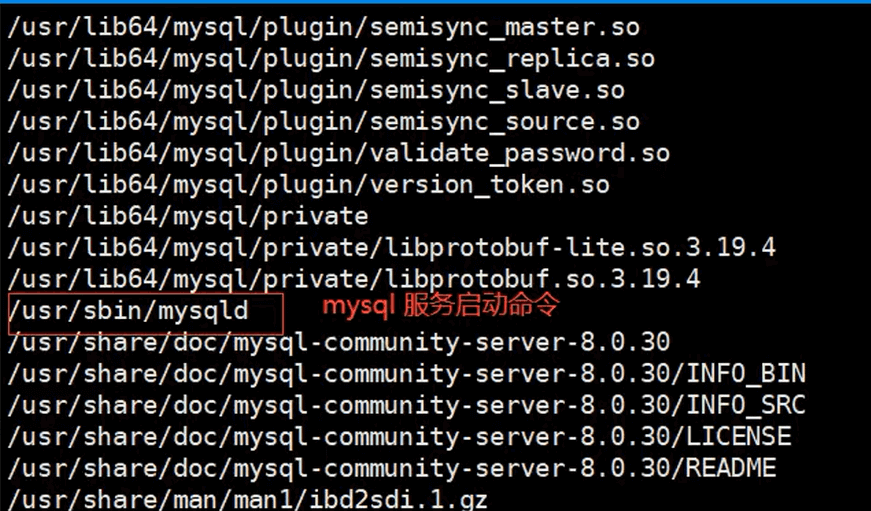 /usr/lib64/mysql/plugin/semisync_master.so
/usr/lib64/mysql/plugin/semisync_replica.so
/usr/lib64/mysql/plugin/semisync_slave.so
/usr/lib64/mysql/plugin/semisync_source.so
/usr/lib64/mysql/plugin/validate_password.so
/usr/lib64/mysql/plugin/version_token.so
/usr/lib64/mysql/private
/usr/lib64/mysql/private/libprotobuf-lite.so.3.19.4
/usr/lib64/mysql/private/libprotobuf.so.3.19.4
/usr/sbin/mysqld mysql 服务启动命令
/usr/share/doc/mysql-community-server-8.0.30
/usr/share/doc/mysql-community-server-8.0.30/INFO_BIN
/usr/share/doc/mysql-community-server-8.0.30/INFO_SRC
/usr/share/doc/mysql-community-server-8.0.30/LICENSE
/usr/share/doc/mysql-community-server-8.0.30/README
/usr/share/man/man1/ibd2sdi.1.gz